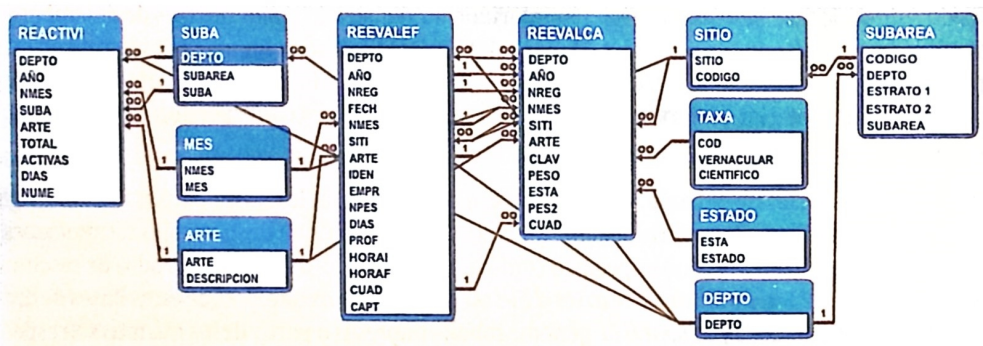 REACTIVI
DEPTO
AÑO
NMES
SUBA
ARTE
TOTAL
ACTIVAS
DIAS
NUME
SUBA
DEPTO
SUBAREA
SUBA
MES
NMES
MES
ARTE
ARTE
DESCRIPCION
REEVALEF
DEPTO
AÑO
NREG
FECH
NMES
SITI
ARTE
IDEN
EMPR
NPES
DIAS
PROF
HORAI
HORAF
CUAD
CAPT
REEVALCA
DEPTO
AÑO
NREG
NMES
SITI
ARTE
CLAV
PESO
ESTA
PES2
CUAD
SITIO
SITIO
CODIGO
TAXA
COD
VERNACULAR
CIENTIFICO
ESTADO
ESTA
ESTADO
DEPTO
DEPTO
SUBAREA
CODIGO
DEPTO
ESTRATO 1
ESTRATO 2
SUBAREA